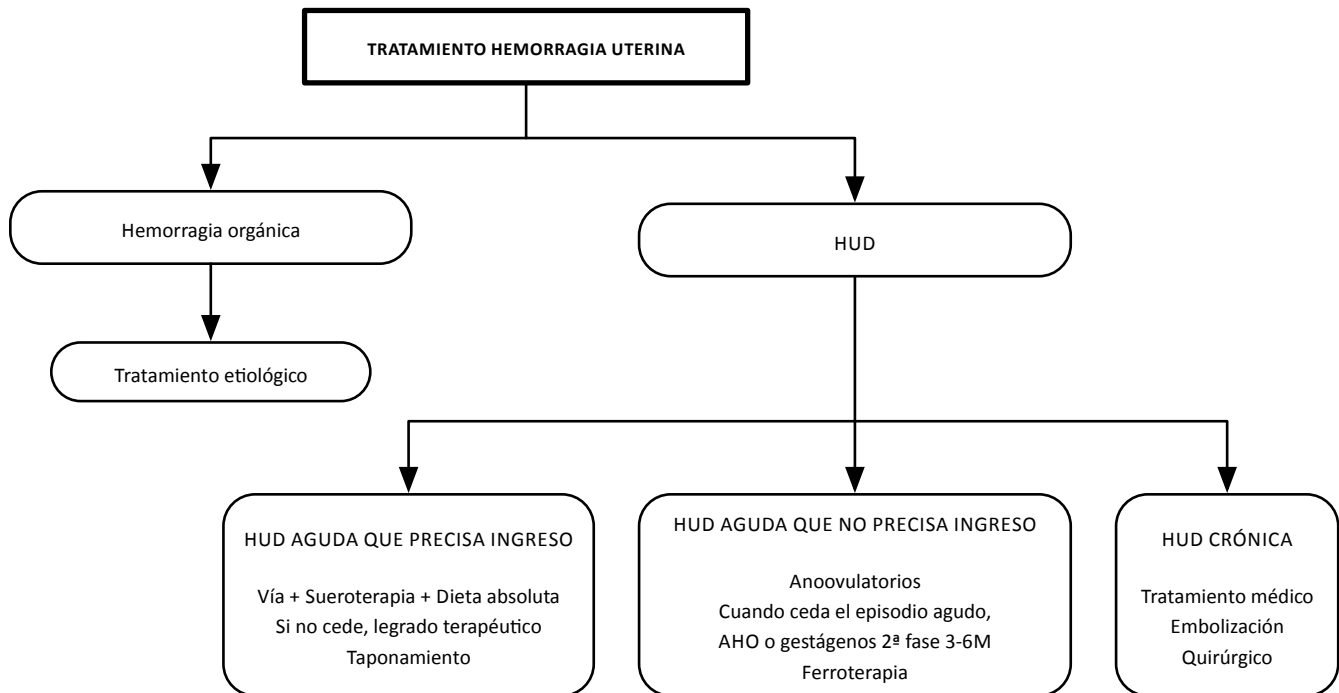 TRATAMIENTO HEMORRAGIA UTERINA
Hemorragia orgánica
HUD
Tratamiento etiológico
HUD AGUDA QUE PRECISA INGRESO
Vía + Sueroterapia + Dieta absoluta
Si no cede, legrado terapéutico
Taponamiento
HUD AGUDA QUE NO PRECISA INGRESO
Anoovulatorios
Cuando ceda el episodio agudo,
AHO o gestágenos 2ª fase 3-6M
Ferroterapia
HUD CRÓNICA
Tratamiento médico
Embolización
Quirúrgico